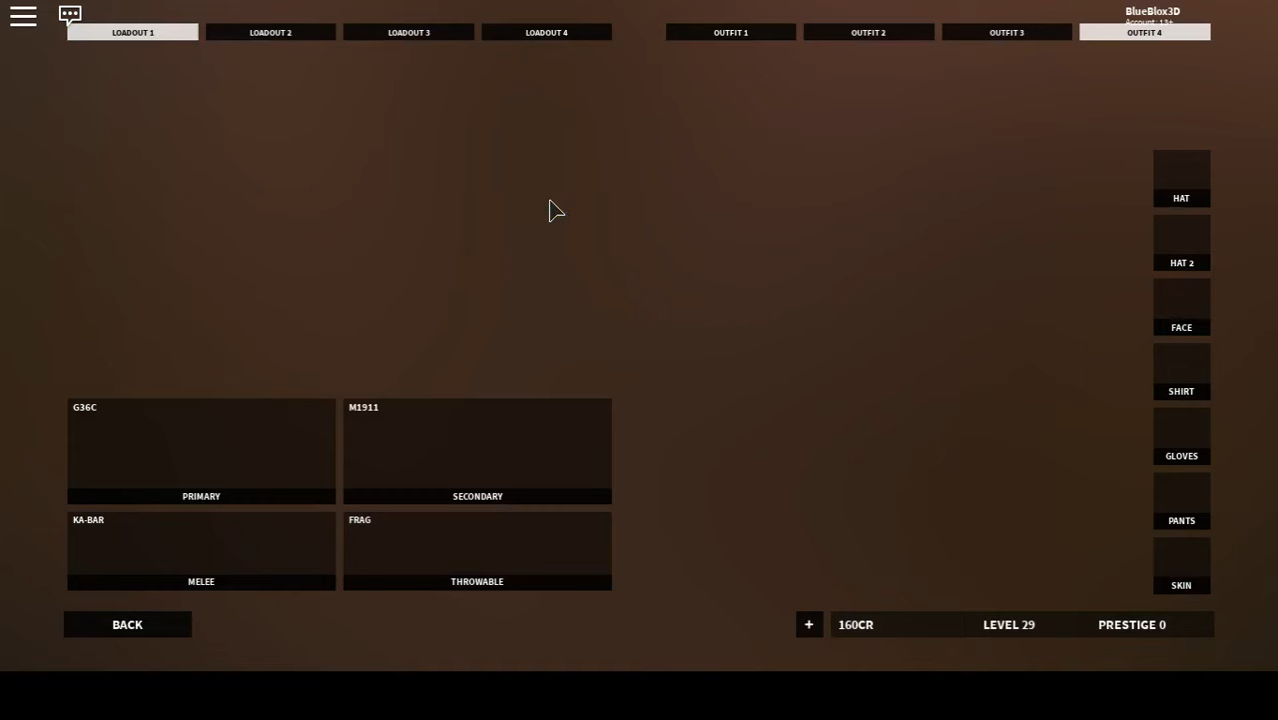 BlueBlox3D
Account: 13+
LOADOUT 1
LOADOUT 2
LOADOUT 3
LOADOUT 4
OUTFIT 1
OUTFIT 2
OUTFIT 3
OUTFIT 4
HAT
HAT 2
FACE
SHIRT
GLOVES
PANTS
SKIN
G36C
PRIMARY
M1911
SECONDARY
KA-BAR
MELEE
FRAG
THROWABLE
BACK
+
160CR
LEVEL 29
PRESTIGE 0